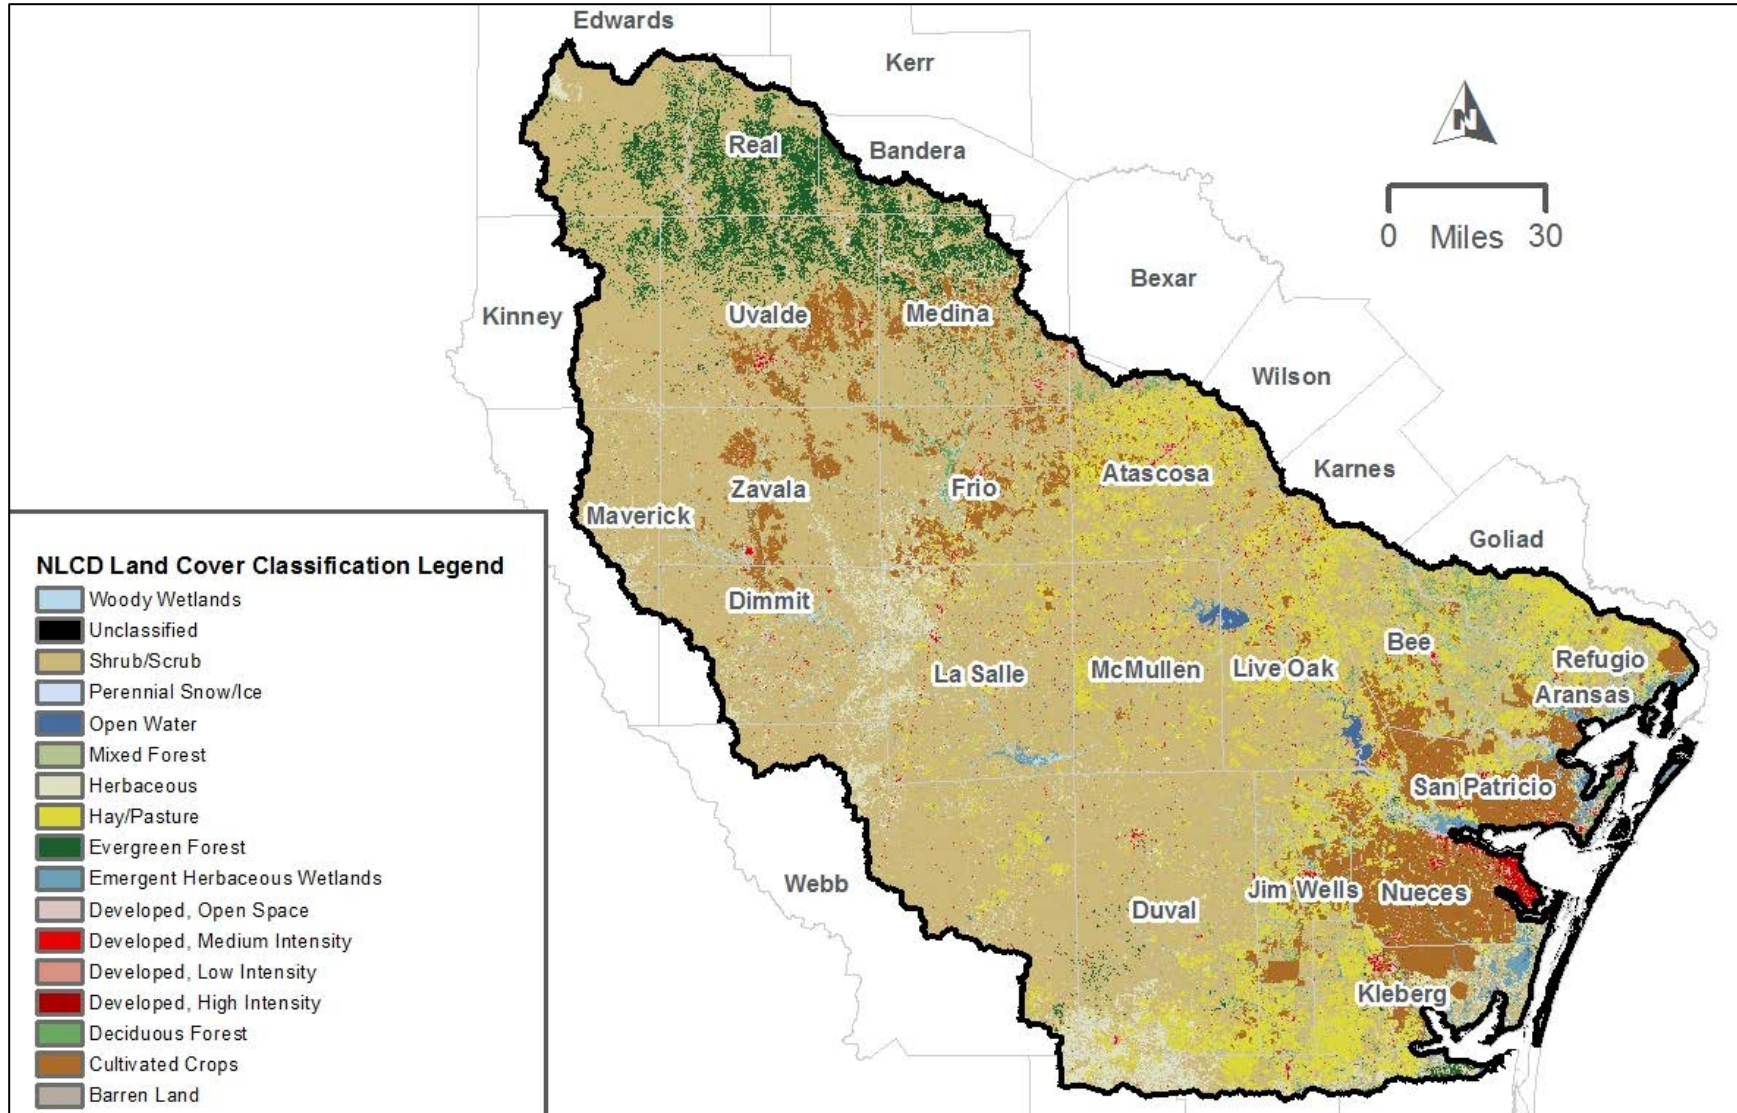 Edwards
Kerr
Real
Bandera
N
0 Miles 30
Bexar
Kinney
Uvalde
Medina
Wilson
Karnes
Atascosa
Zavala
Frio
Maverick
Goliad
Dimmit
Bee
Refugio
La Salle
McMullen
Live Oak
Aransas
San Patricio
Webb
Duval
Jim Wells
Nueces
Kleberg
NLCD Land Cover Classification Legend
Woody Wetlands
Unclassified
Shrub/Scrub
Perennial Snow/Ice
Open Water
Mixed Forest
Herbaceous
Hay/Pasture
Evergreen Forest
Emergent Herbaceous Wetlands
Developed, Open Space
Developed, Medium Intensity
Developed, Low Intensity
Developed, High Intensity
Deciduous Forest
Cultivated Crops
Barren Land